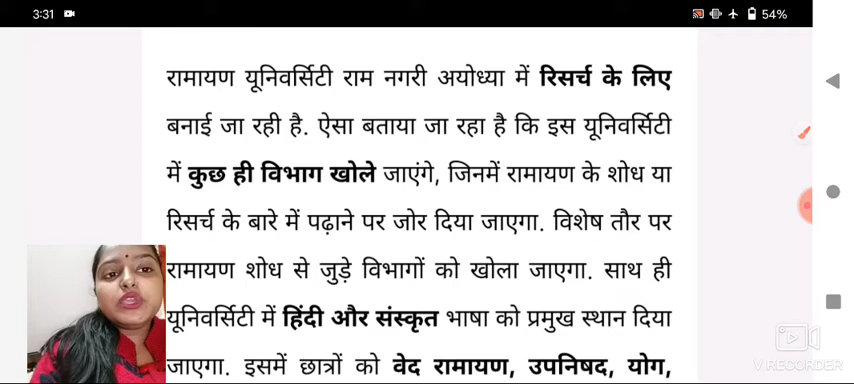 3:31
54%
रामायण यूनिवर्सिटी राम नगरी अयोध्या में रिसर्च के लिए
बनाई जा रही है. ऐसा बताया जा रहा है कि इस यूनिवर्सिटी
में कुछ ही विभाग खोले जाएंगे, जिनमें रामायण के शोध या
रिसर्च के बारे में पढ़ाने पर जोर दिया जाएगा. विशेष तौर पर
रामायण शोध से जुड़े विभागों को खोला जाएगा. साथ ही
यूनिवर्सिटी में हिंदी और संस्कृत भाषा को प्रमुख स्थान दिया
जाएगा. इसमें छात्रों को वेद रामायण, उपनिषद, योग,
V RECORDER